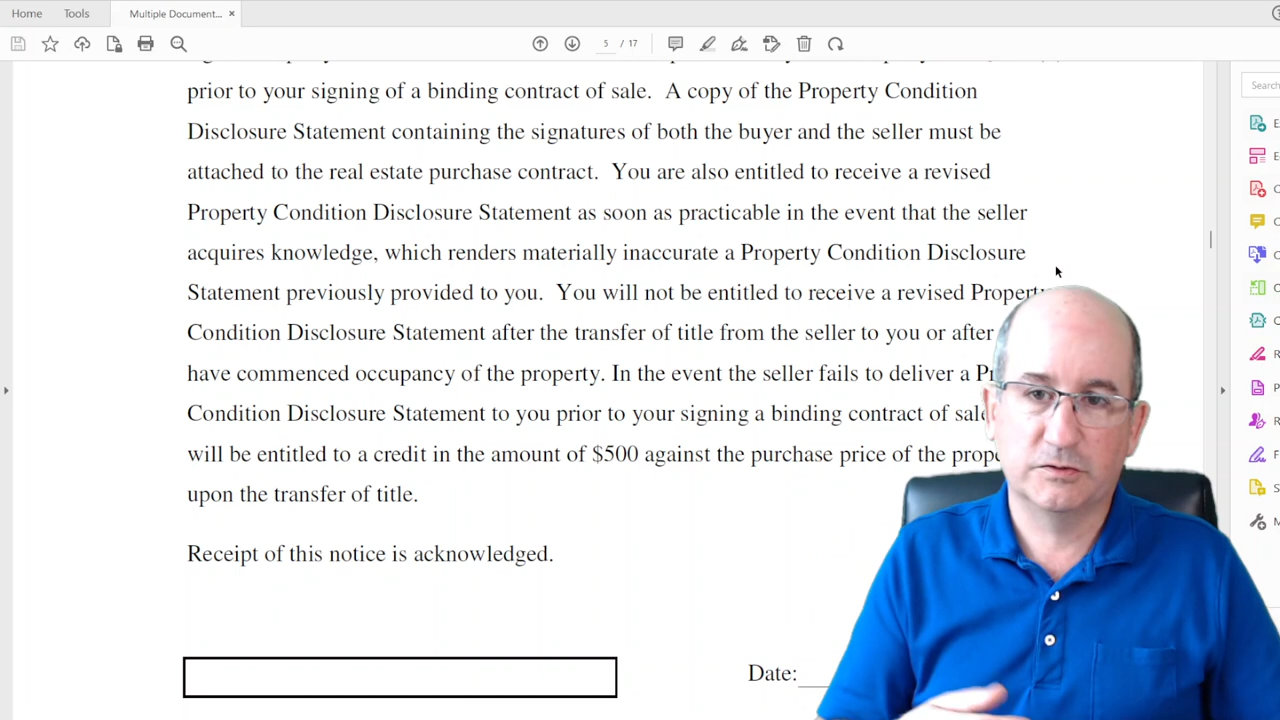 Home Tools Multiple Document... ×
5 / 17
Search
prior to your signing of a binding contract of sale. A copy of the Property Condition
Disclosure Statement containing the signatures of both the buyer and the seller must be
attached to the real estate purchase contract. You are also entitled to receive a revised
Property Condition Disclosure Statement as soon as practicable in the event that the seller
acquires knowledge, which renders materially inaccurate a Property Condition Disclosure
Statement previously provided to you. You will not be entitled to receive a revised Property
Condition Disclosure Statement after the transfer of title from the seller to you or after
have commenced occupancy of the property. In the event the seller fails to deliver a
Condition Disclosure Statement to you prior to your signing a binding contract of sale
will be entitled to a credit in the amount of $500 against the purchase price of the
upon the transfer of title.
Receipt of this notice is acknowledged.
Date: